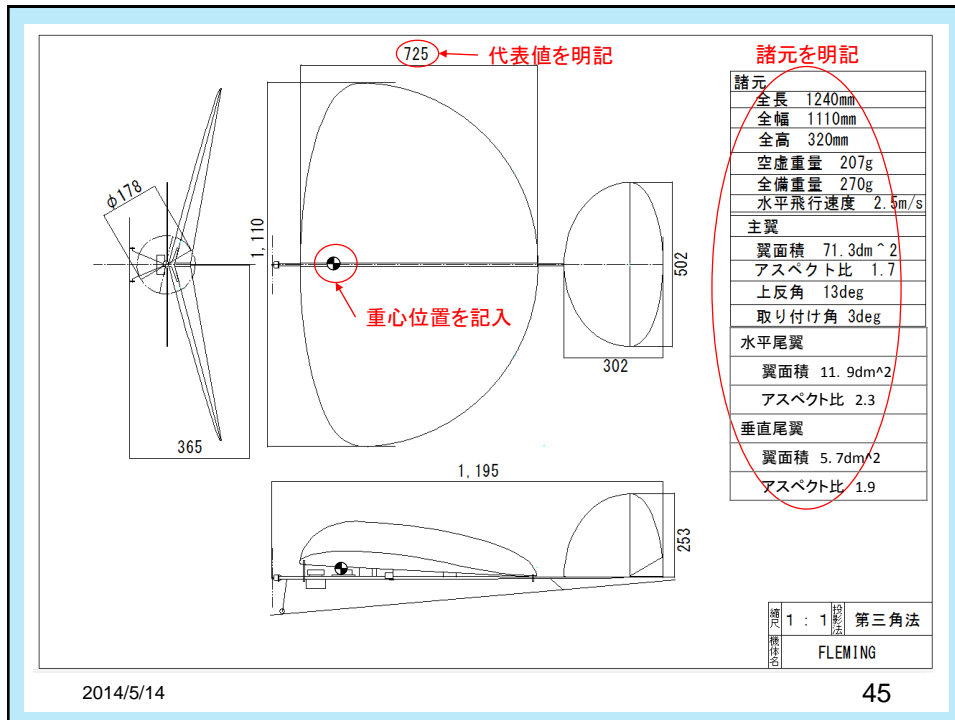 725
代表値を明記
諸元を明記
諸元
全長 1240mm
全幅 1110mm
全高 320mm
空虚重量 207g
全備重量 270g
水平飛行速度 2.5m/s
主翼
翼面積 71.3dm^2
アスペクト比 1.7
上反角 13deg
取り付け角 3deg
水平尾翼
翼面積 11.9dm^2
アスペクト比 2.3
垂直尾翼
翼面積 5.7dm^2
アスペクト比 1.9
φ178
1,110
502
重心位置を記入
302
365
1,195
253
縮尺 1 : 1 投影法 第三角法
機体名 FLEMING
2014/5/14
45